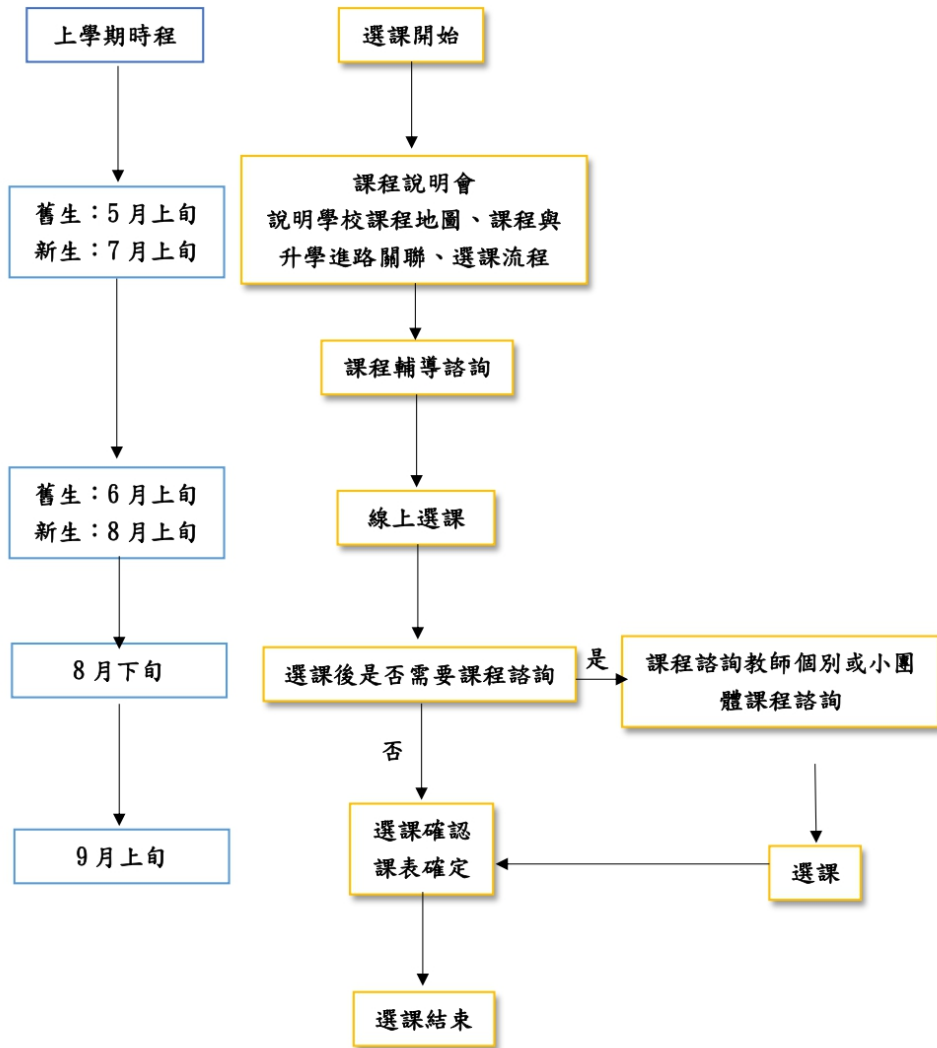 上學期時程
選課開始
舊生：5 月上旬
新生：7 月上旬
課程說明會
說明學校課程地圖、課程與
升學進路關聯、選課流程
課程輔導諮詢
舊生：6 月上旬
新生：8 月上旬
線上選課
8 月下旬
選課後是否需要課程諮詢
是
課程諮詢教師個別或小團
體課程諮詢
否
9 月上旬
選課確認
課表確定
選課
選課結束